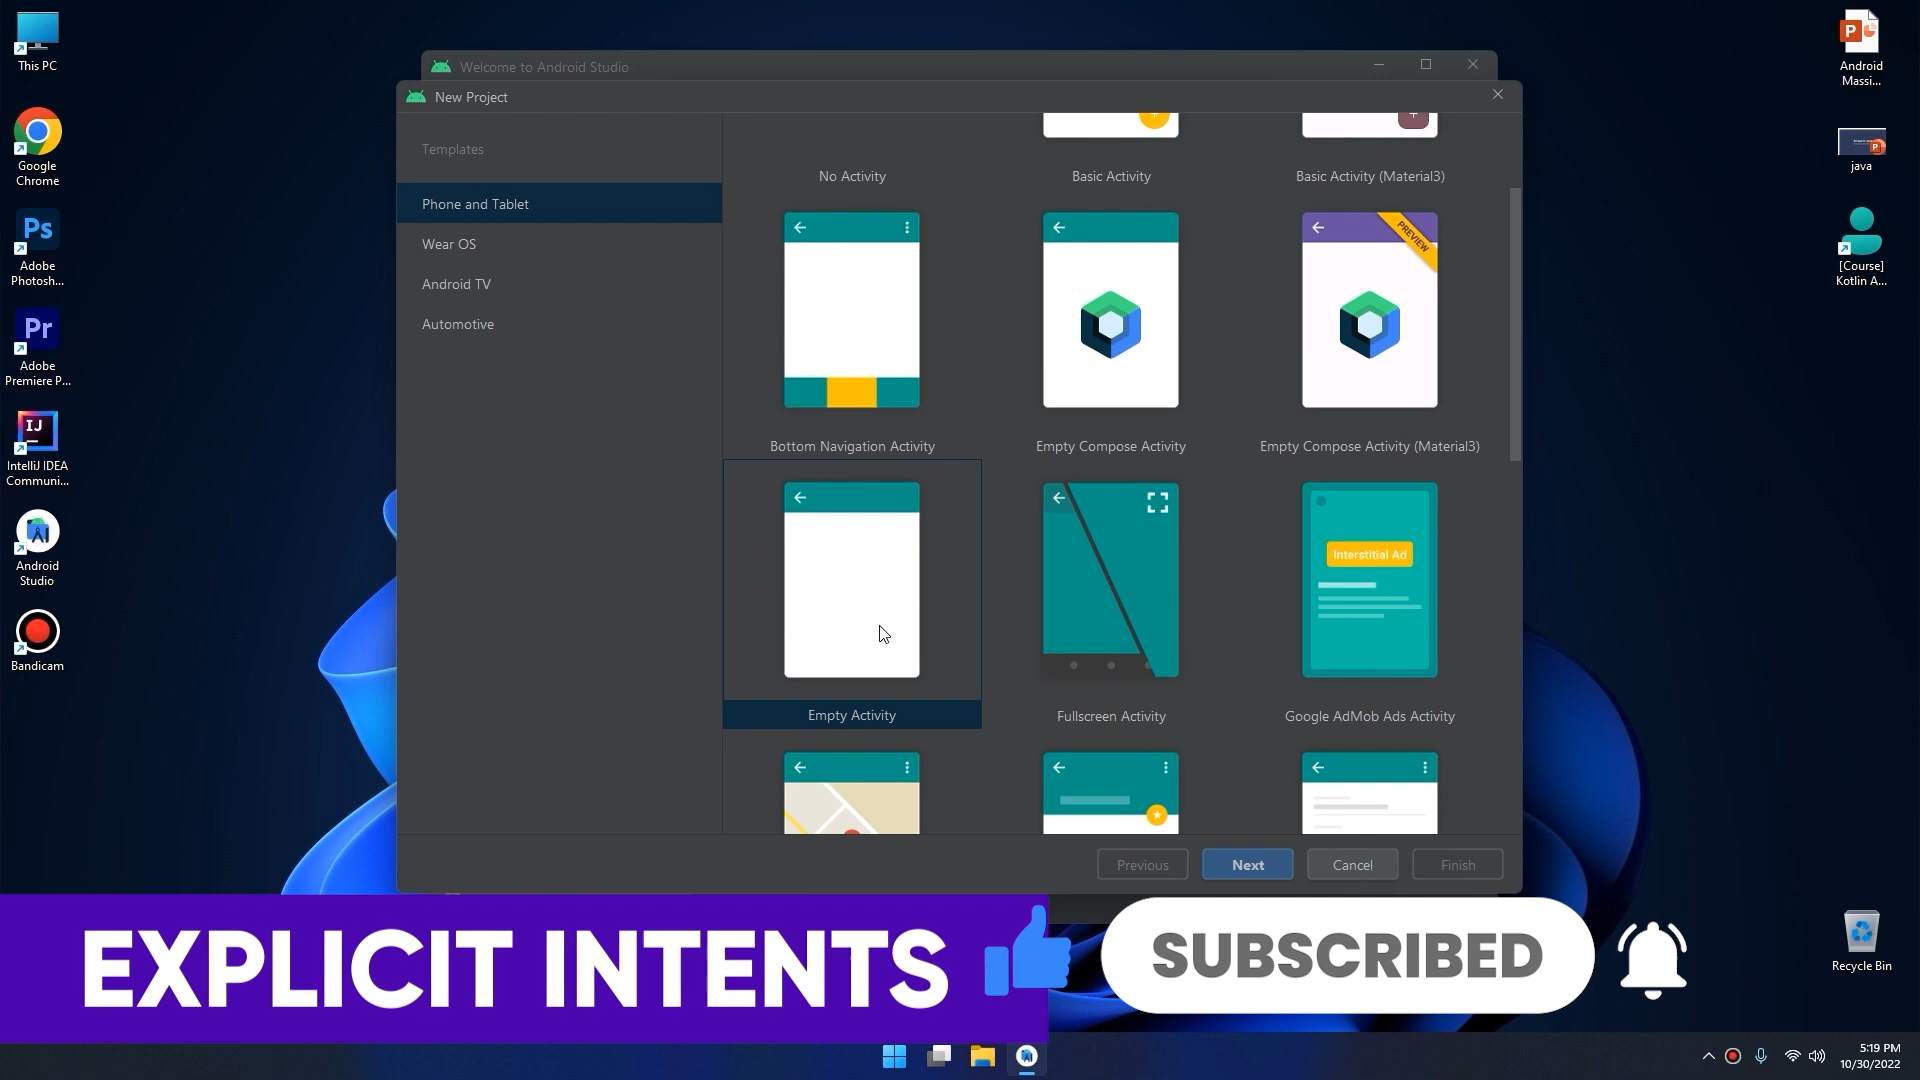 This PC
Google
Chrome
Ps
Adobe
Photosh...
Pr
Adobe
Premiere P...
IJ
IntelliJ IDEA
Communi...
Android
Studio
Bandicam
Welcome to Android Studio
New Project
Templates
Phone and Tablet
Wear OS
Android TV
Automotive
No Activity
Basic Activity
Basic Activity (Material3)
PREVIEW
Bottom Navigation Activity
Empty Compose Activity
Empty Compose Activity (Material3)
Interstitial Ad
Empty Activity
Fullscreen Activity
Google AdMob Ads Activity
Previous
Next
Cancel
Finish
P
Android
Massi...
P
java
[Course]
Kotlin A...
Recycle Bin
EXPLICIT INTENTS
SUBSCRIBED
5:19 PM
10/30/2022